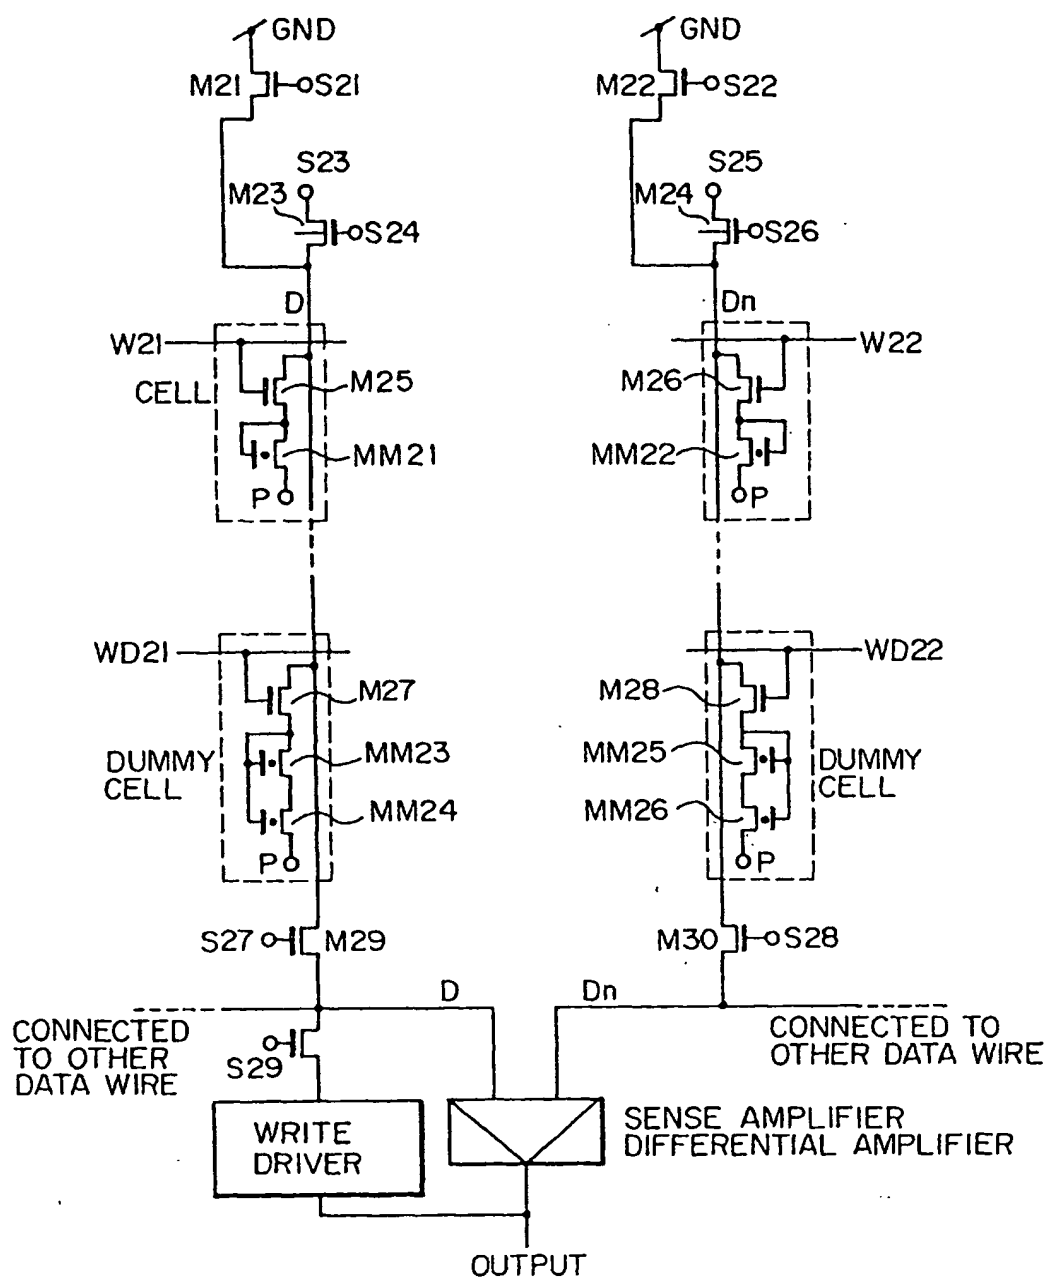 GND
GND
M21
S21
M22
S22
S23
S25
M23
S24
M24
S26
D
Dn
W21
W22
CELL
M25
M26
MM21
MM22
P
P
WD21
WD22
M27
M28
DUMMY
CELL
MM23
MM25
DUMMY
CELL
MM24
MM26
P
P
S27
M29
M30
S28
D
Dn
CONNECTED
TO OTHER
DATA WIRE
S29
CONNECTED TO
OTHER DATA WIRE
WRITE
DRIVER
SENSE AMPLIFIER
DIFFERENTIAL AMPLIFIER
OUTPUT